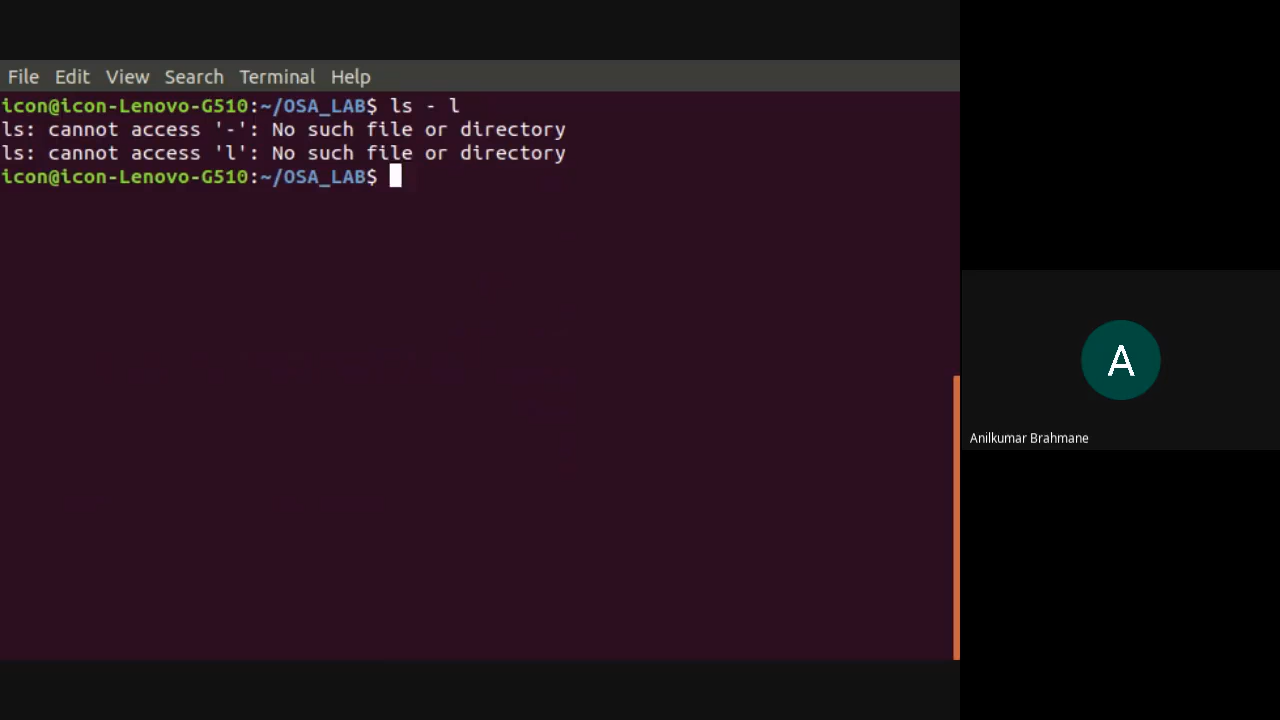 File Edit View Search Terminal Help
icon@icon-Lenovo-G510:~/OSA_LAB$ ls - l
ls: cannot access '-': No such file or directory
ls: cannot access 'l': No such file or directory
icon@icon-Lenovo-G510:~/OSA_LAB$
A
Anilkumar Brahmane